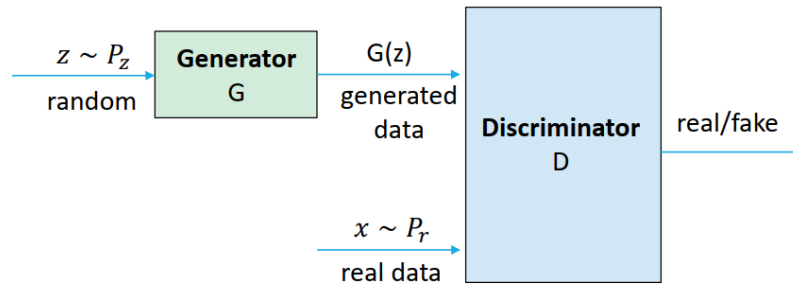 z ~ P_z
random
Generator
G
G(z)
generated
data
x ~ P_r
real data
Discriminator
D
real/fake